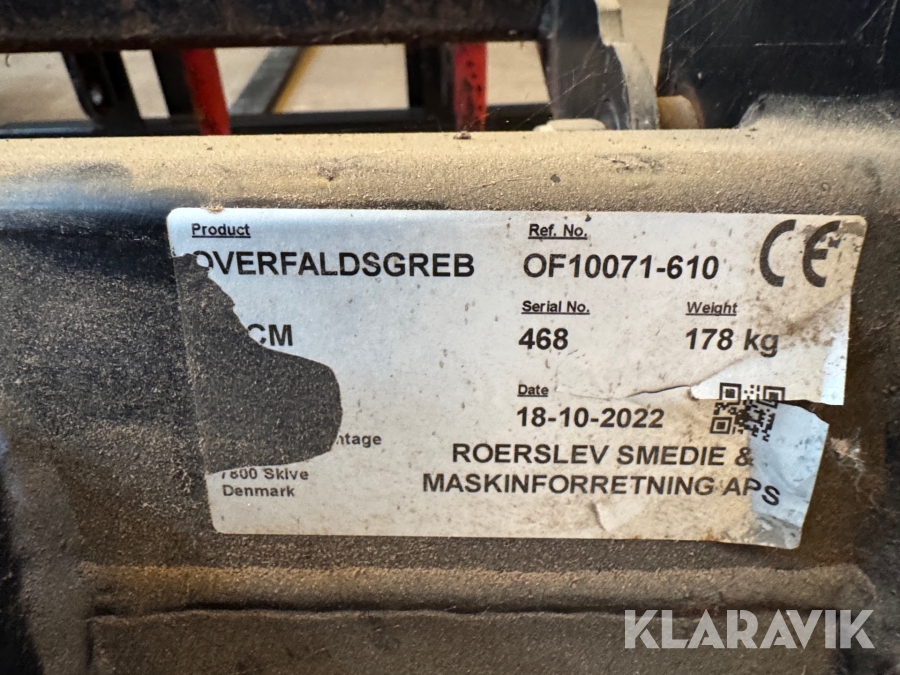 Product Ref. No.
OVERFALDSGREB OF10071-610 CE
Serial No. Weight
CM 468 178 kg
Date
18-10-2022
ROERSLEV SMEDIE &
7800 Skive MASKINFORRETNING APS
Denmark
KLARAVIK